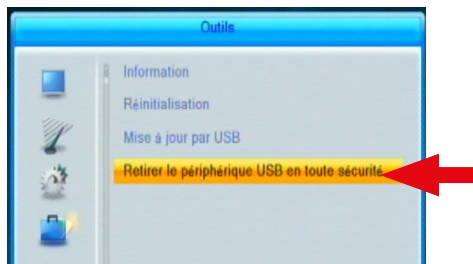 Outils
Information
Réinitialisation
Mise à jour par USB
Retirer le périphérique USB en toute sécurité